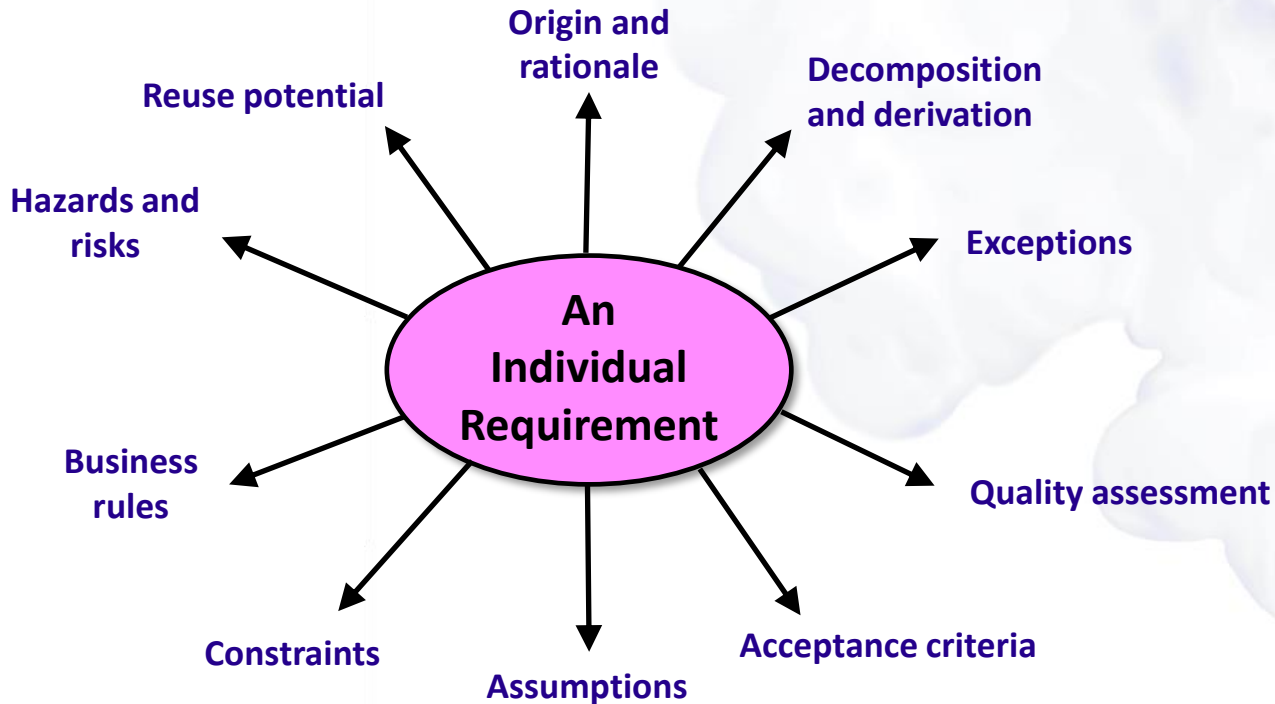 Origin and
rationale
Decomposition
and derivation
Reuse potential
Hazards and
risks
Exceptions
An
Individual
Requirement
Business
rules
Quality assessment
Constraints
Acceptance criteria
Assumptions